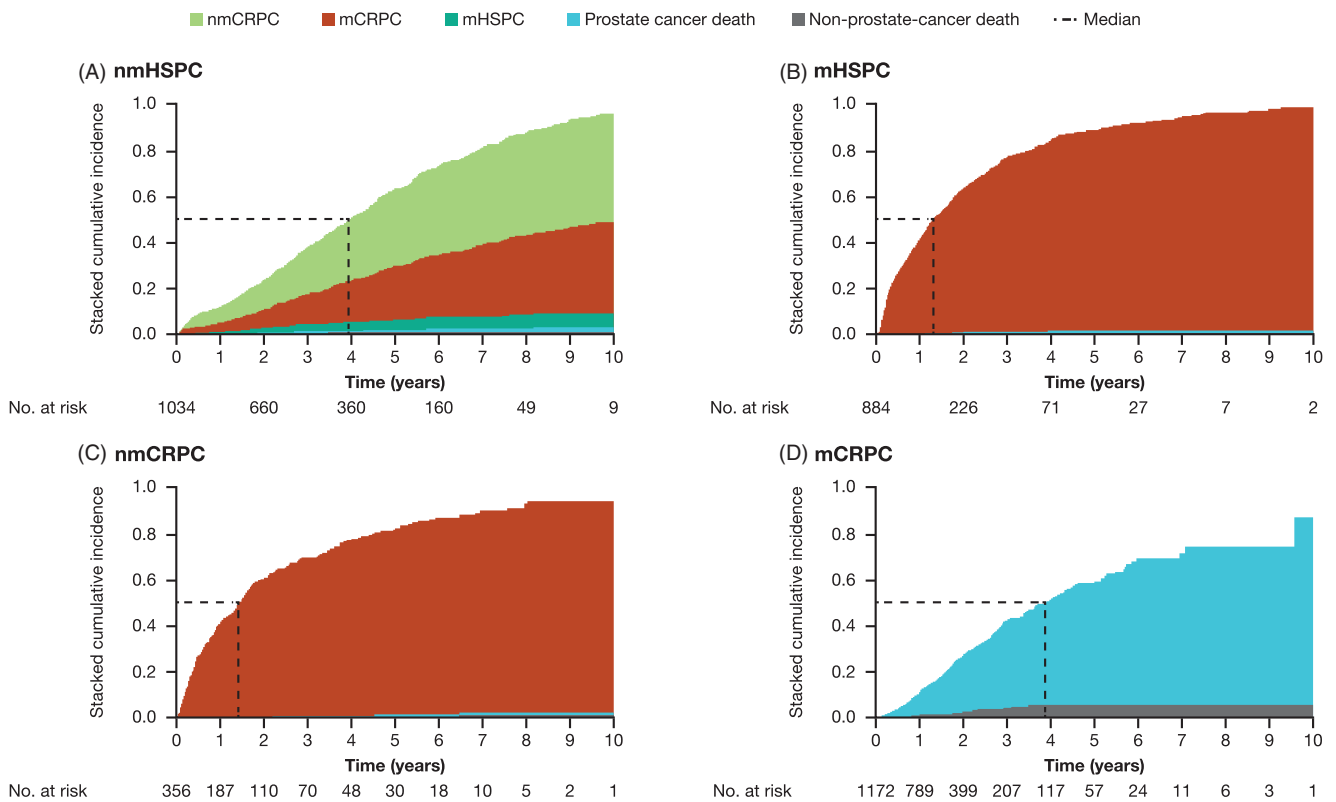 nmCRPC mCRPC mHSPC Prostate cancer death Non-prostate-cancer death Median
(A) nmHSPC
Stacked cumulative incidence
1.0
0.8
0.6
0.4
0.2
0.0
0 1 2 3 4 5 6 7 8 9 10
Time (years)
No. at risk 1034 660 360 160 49 9
(B) mHSPC
Stacked cumulative incidence
1.0
0.8
0.6
0.4
0.2
0.0
0 1 2 3 4 5 6 7 8 9 10
Time (years)
No. at risk 884 226 71 27 7 2
(C) nmCRPC
Stacked cumulative incidence
1.0
0.8
0.6
0.4
0.2
0.0
0 1 2 3 4 5 6 7 8 9 10
Time (years)
No. at risk 356 187 110 70 48 30 18 10 5 2 1
(D) mCRPC
Stacked cumulative incidence
1.0
0.8
0.6
0.4
0.2
0.0
0 1 2 3 4 5 6 7 8 9 10
Time (years)
No. at risk 1172 789 399 207 117 57 24 11 6 3 1